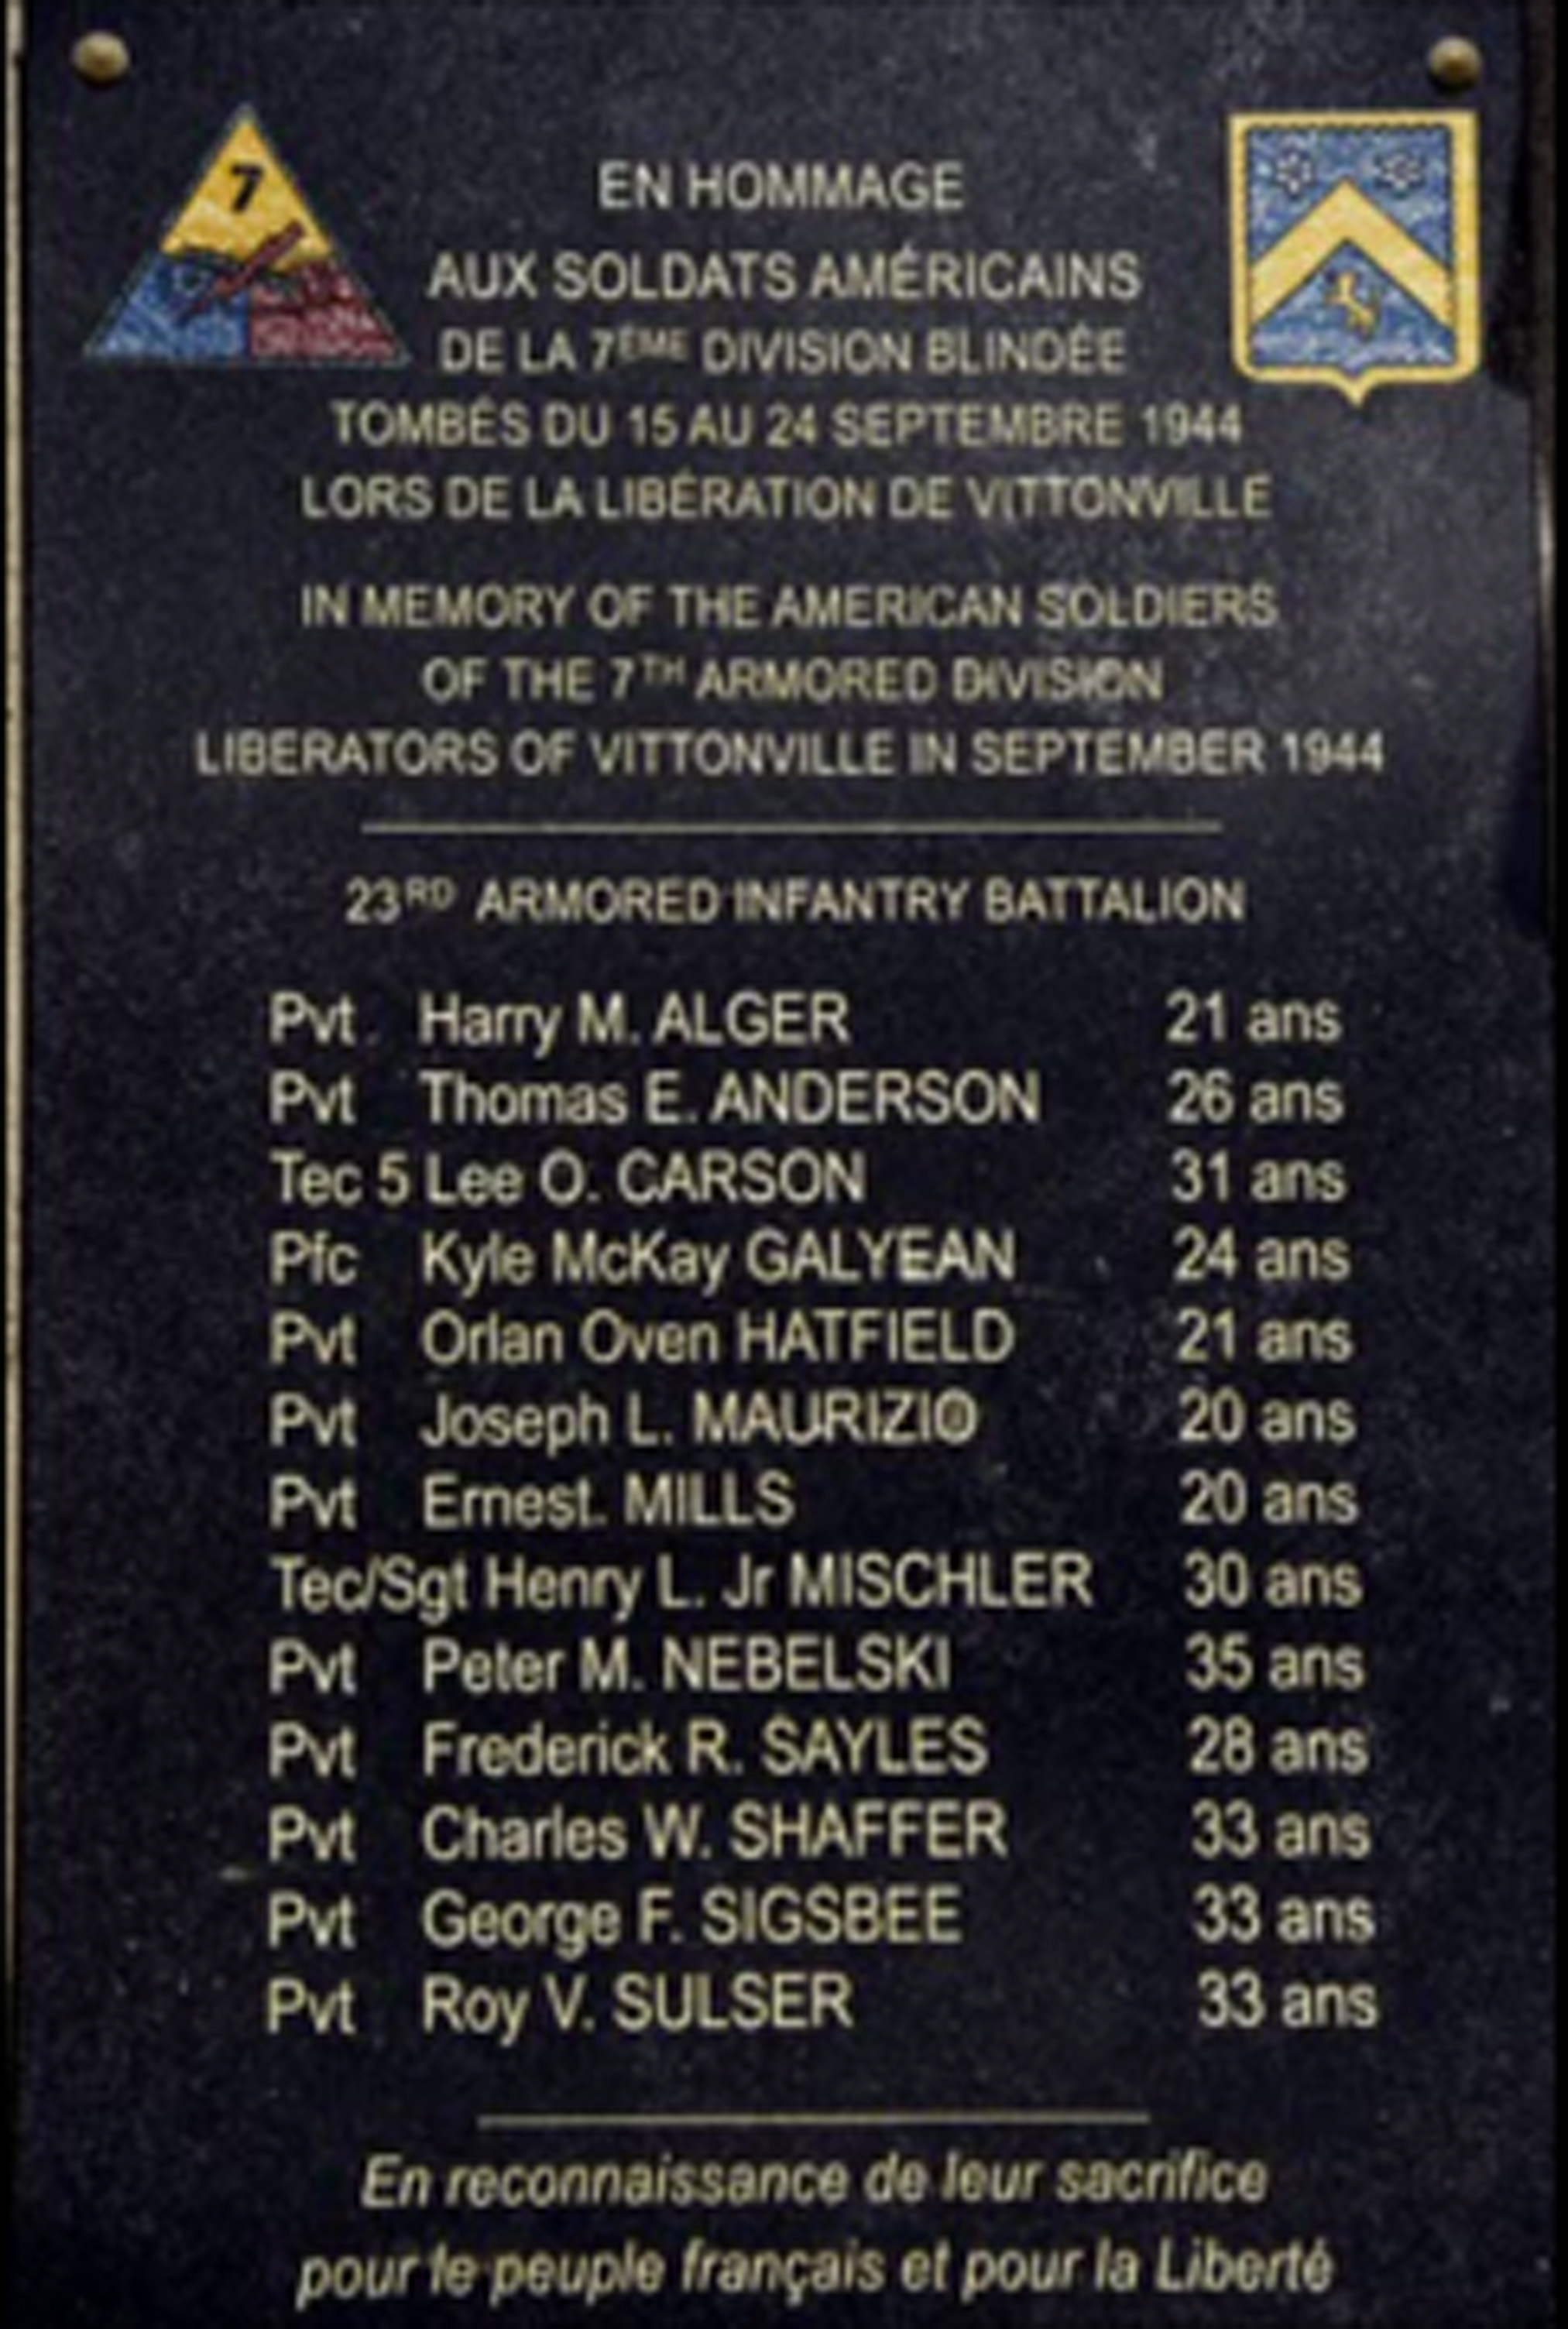 7
EN HOMMAGE
AUX SOLDATS AMÉRICAINS
DE LA 7ÈME DIVISION BLINDÉE
TOMBÉS DU 15 AU 24 SEPTEMBRE 1944
LORS DE LA LIBÉRATION DE VITTONVILLE
IN MEMORY OF THE AMERICAN SOLDIERS
OF THE 7TH ARMORED DIVISION
LIBERATORS OF VITTONVILLE IN SEPTEMBER 1944
23RD ARMORED INFANTRY BATTALION
Pvt Harry M. ALGER 21 ans
Pvt Thomas E. ANDERSON 26 ans
Tec 5 Lee O. CARSON 31 ans
Pfc Kyle McKay GALYEAN 24 ans
Pvt Orlan Oven HATFIELD 21 ans
Pvt Joseph L. MAURIZIO 20 ans
Pvt Ernest. MILLS 20 ans
Tec/Sgt Henry L. Jr MISCHLER 30 ans
Pvt Peter M. NEBELSKI 35 ans
Pvt Frederick R. SAYLES 28 ans
Pvt Charles W. SHAFFER 33 ans
Pvt George F. SIGSBEE 33 ans
Pvt Roy V. SULSER 33 ans
En reconnaissance de leur sacrifice
pour le peuple français et pour la Liberté